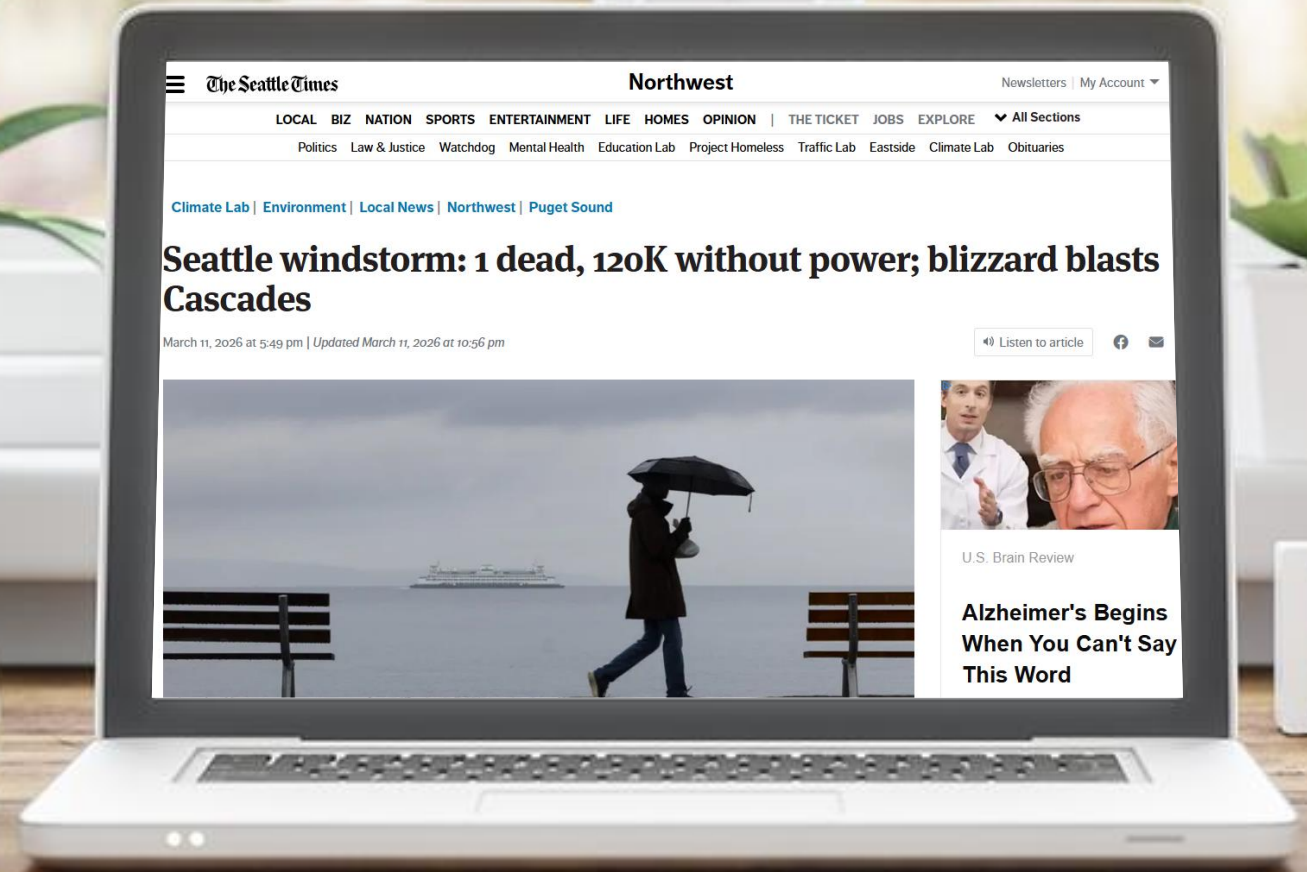 The Seattle Times
Northwest
Newsletters | My Account
LOCAL BIZ NATION SPORTS ENTERTAINMENT LIFE HOMES OPINION | THE TICKET JOBS EXPLORE All Sections
Politics Law & Justice Watchdog Mental Health Education Lab Project Homeless Traffic Lab Eastside Climate Lab Obituaries
Climate Lab | Environment | Local News | Northwest | Puget Sound
Seattle windstorm: 1 dead, 120K without power; blizzard blasts
Cascades
March 11, 2026 at 5:49 pm | Updated March 11, 2026 at 10:56 pm
Listen to article
U.S. Brain Review
Alzheimer's Begins
When You Can't Say
This Word